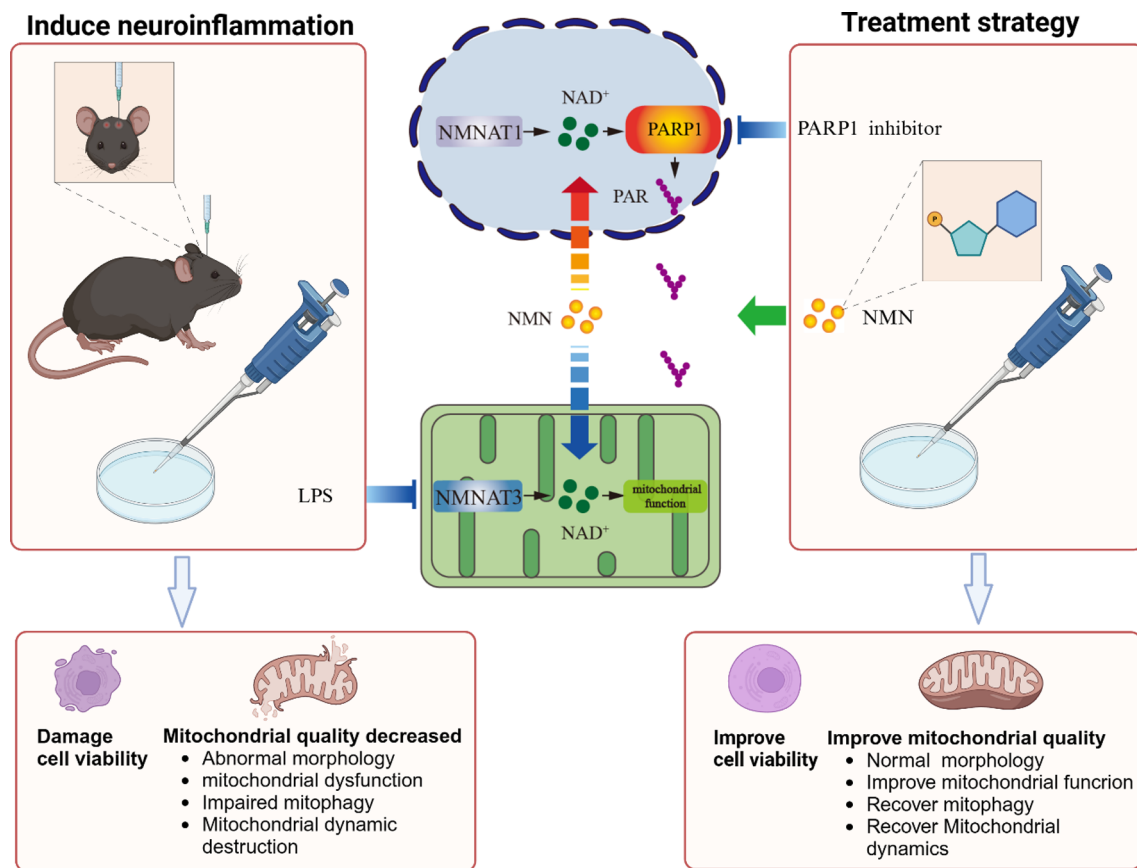 Induce neuroinflammation
Treatment strategy
NAD+
NMNAT1
PARP1
PARP1 inhibitor
PAR
P
NMN
NMN
LPS
NMNAT3
mitochondrial
function
NAD+
Damage
cell viability
Mitochondrial quality decreased
• Abnormal morphology
• mitochondrial dysfunction
• Impaired mitophagy
• Mitochondrial dynamic
destruction
Improve
cell viability
Improve mitochondrial quality
• Normal morphology
• Improve mitochondrial funcrion
• Recover mitophagy
• Recover Mitochondrial
dynamics